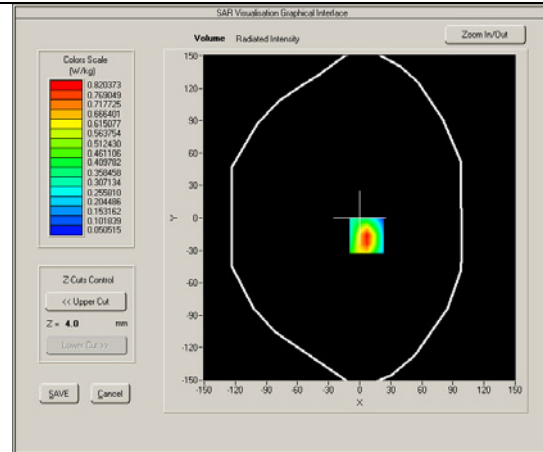 SAR Visualisation Graphical Interface
Volume Radiated Intensity
Zoom In/Out
Colors Scale
(W/kg)
0.820373
0.769049
0.717725
0.666401
0.615077
0.563754
0.512430
0.461106
0.409782
0.358458
0.307134
0.255810
0.204486
0.153162
0.101839
0.050515
Z Cuts Control
<< Upper Cut
Z = 4.0 mm
Lower Cut >>
SAVE Cancel
150
120
90
60
30
0
-30
-60
-90
-120
-150
Y
-150 -120 -90 -60 -30 0 30 60 90 120 150
X